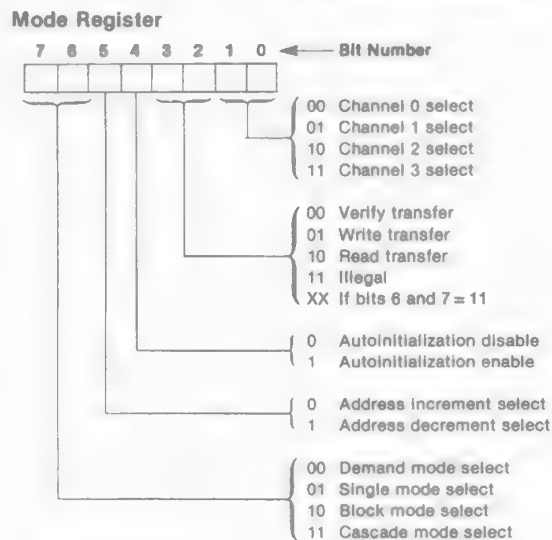 Mode Register
7 6 5 4 3 2 1 0 Bit Number
00 Channel 0 select
01 Channel 1 select
10 Channel 2 select
11 Channel 3 select
00 Verify transfer
01 Write transfer
10 Read transfer
11 Illegal
XX If bits 6 and 7 = 11
0 Autoinitialization disable
1 Autoinitialization enable
0 Address increment select
1 Address decrement select
00 Demand mode select
01 Single mode select
10 Block mode select
11 Cascade mode select